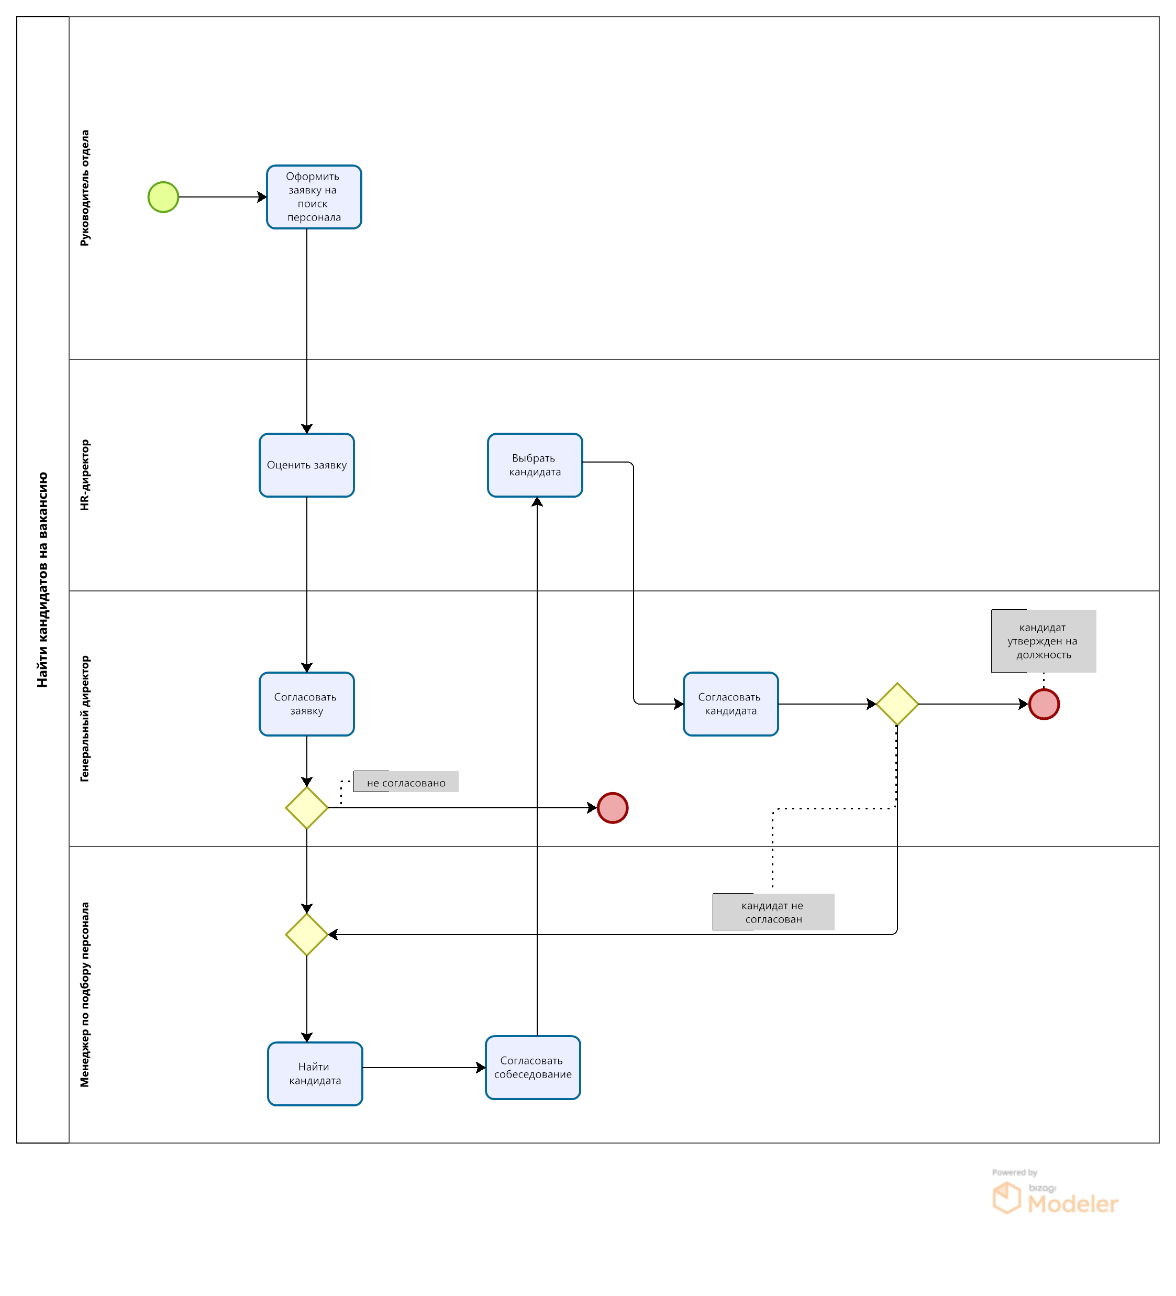 Найти кандидатов на вакансию
Руководитель отдела
Оформить
заявку на
поиск
персонала
HR-директор
Оценить заявку
Выбрать
кандидата
Генеральный директор
кандидат
утвержден на
должность
Согласовать
заявку
Согласовать
кандидата
не согласовано
Менеджер по подбору персонала
кандидат не
согласован
Найти
кандидата
Согласовать
собеседование
Powered by
bizagi
Modeler